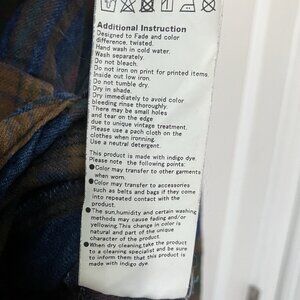 Additional Instruction
Designed to Fade and color
difference, twisted.
Hand wash in cold water.
Wash separately.
Do not bleach.
Do not iron on print for printed items.
Inside out low iron.
Do not tumble dry.
Dry in shade.
Dry immediately to avoid color
bleeding rinse thoroughly.
There may be small holes
and tear on the edge
due to unique vintage treatment.
Please use a pach cloth on the
clothes when ironning.
Use a neutral detergent.
This product is made with indigo dye.
Please note the following points:
●Color may transfer to other garments
when worn.
●Color may transfer to accessories
such as belts and bags if they come
into repeated contact with the
product.
●The sun,humidity and certain washing
methods may cause fading and/or
yellowing.This change in color is
natural and part of the unique
character of the product.
●When dry cleaning,take the product
to a cleaning specialist and be sure
to inform them that this product is
made with indigo dye.